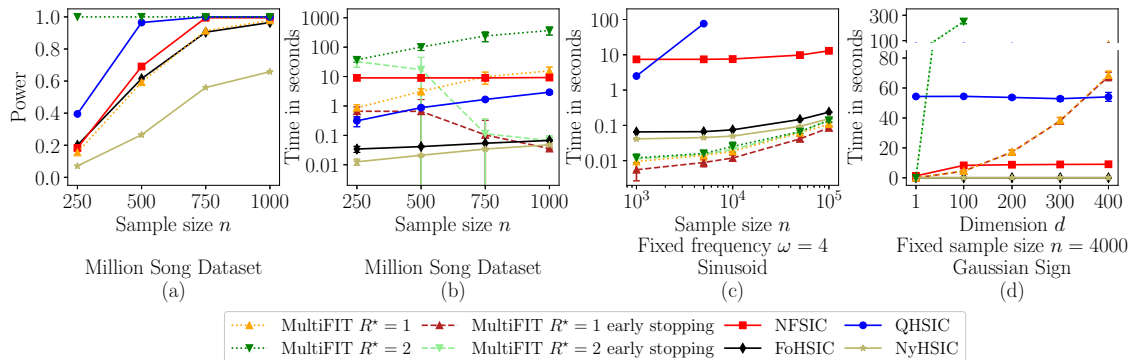 1.0
0.8
0.6
0.4
0.2
0.0
Power
250 500 750 1000
Sample size n
Million Song Dataset
(a)
1000
100
10
1
0.1
0.01
Time in seconds
250 500 750 1000
Sample size n
Million Song Dataset
(b)
100
10
1
0.1
0.01
Time in seconds
10³ 10⁴ 10⁵
Sample size n
Fixed frequency ω = 4
Sinusoid
(c)
300
100
80
60
40
20
0
Time in seconds
1 100 200 300 400
Dimension d
Fixed sample size n = 4000
Gaussian Sign
(d)
MultiFIT R⋆ = 1
MultiFIT R⋆ = 2
MultiFIT R⋆ = 1 early stopping
MultiFIT R⋆ = 2 early stopping
NFSIC
FoHSIC
QHSIC
NyHSIC